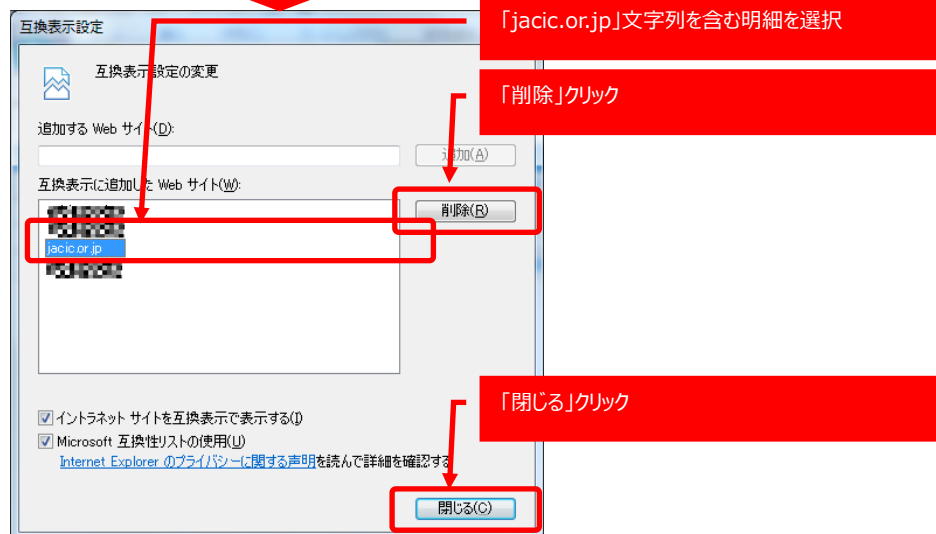 互換表示設定
「jacic.or.jp」文字列を含む明細を選択
互換表示設定の変更
「削除」クリック
追加する Web サイト(D):
追加(A)
互換表示に追加した Web サイト(W):
削除(R)
jacic.or.jp
「閉じる」クリック
イントラネット サイトを互換表示で表示する(I)
Microsoft 互換性リストの使用(U)
Internet Explorer のプライバシーに関する声明を読んで詳細を確認する
閉じる(C)